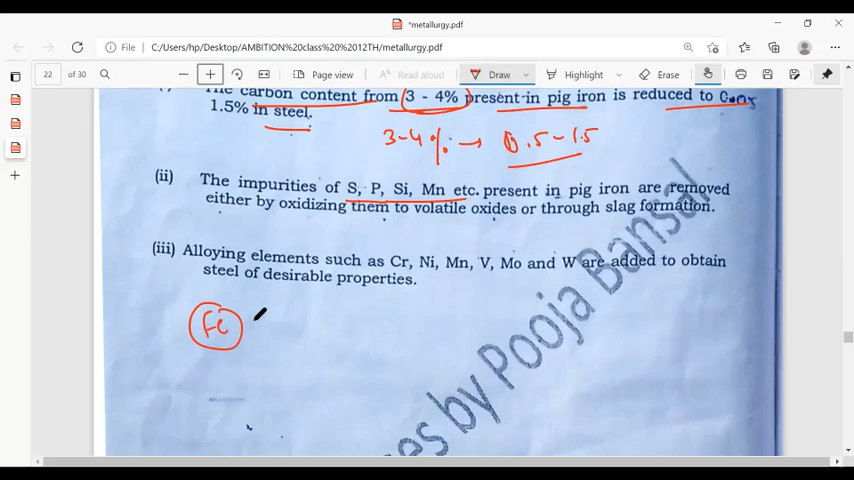 *metallurgy.pdf
File C:/Users/hp/Desktop/AMBITION%20class%20%2012TH/metallurgy.pdf
22 of 30 Page view Read aloud Draw Highlight Erase
The carbon content from 3 - 4% present in pig iron is reduced to
1.5% in steel.
3-4% → 0.5-1.5
(ii) The impurities of S, P, Si, Mn etc. present in pig iron are removed
either by oxidizing them to volatile oxides or through slag formation.
(iii) Alloying elements such as Cr, Ni, Mn, V, Mo and W are added to obtain
steel of desirable properties.
Fe
by Pooja Bansal